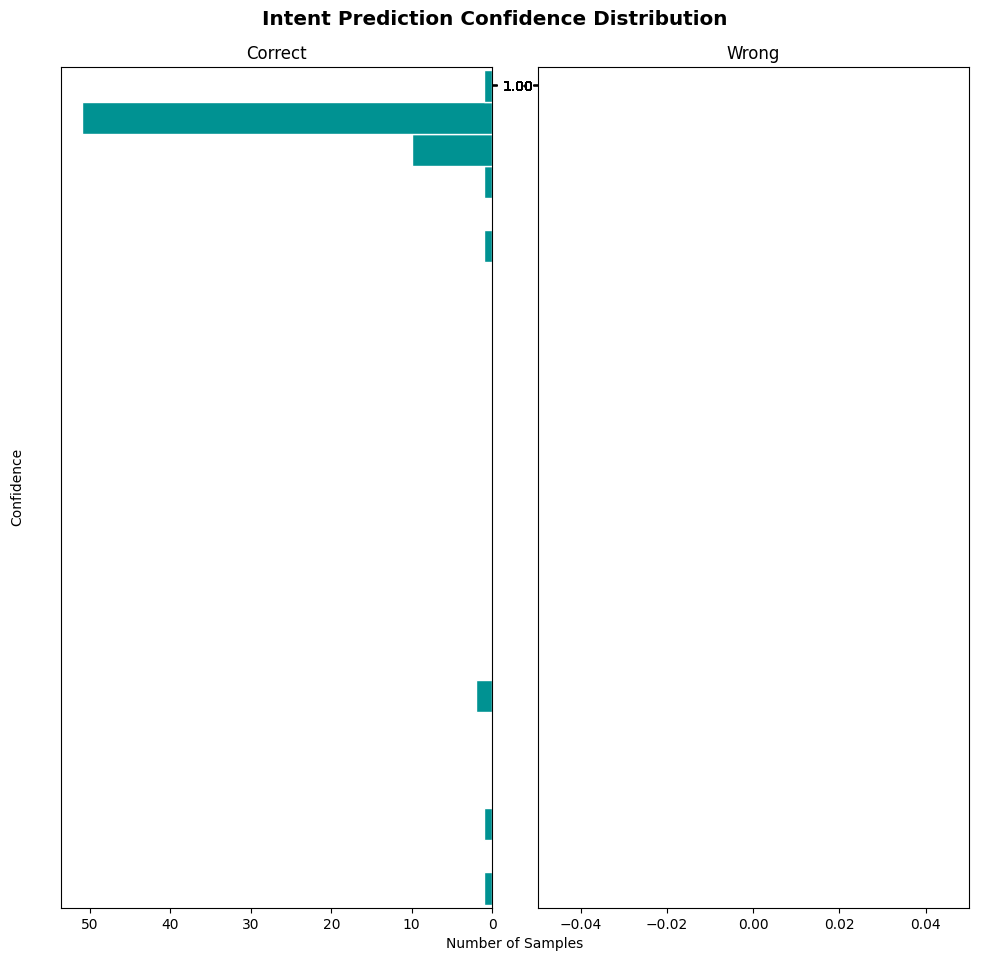 Intent Prediction Confidence Distribution
Correct
Wrong
1.00
Confidence
50 40 30 20 10 0
−0.04 −0.02 0.00 0.02 0.04
Number of Samples